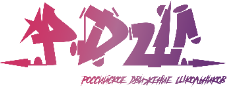 РДШ
РОССИЙСКОЕ ДВИЖЕНИЕ ШКОЛЬНИКОВ